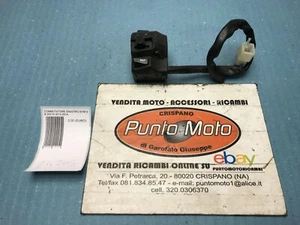 VENDITA MOTO - ACCESSORI - RICAMBI
CRISPANO
Punto Moto
di Garofalo Giuseppe
VENDITA RICAMBI ONLINE SU ebay
PUNTOMOTORICAMBI
Via F. Petrarca, 20 - 80020 CRISPANO (NA)
Tel/fax 081.834.85.47 - e-mail: puntomoto1@alice.it
cell. 320.0306370